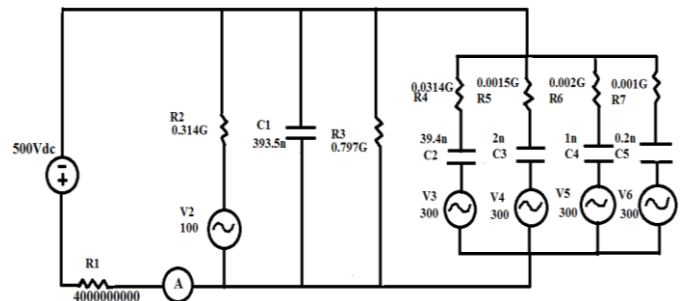 500Vdc
R1
4000000000
A
R2
0.314G
V2
100
C1
393.5n
R3
0.797G
0.0314G
R4
39.4n
C2
V3
300
0.0015G
R5
2n
C3
V4
300
0.002G
R6
1n
C4
V5
300
0.001G
R7
0.2n
C5
V6
300